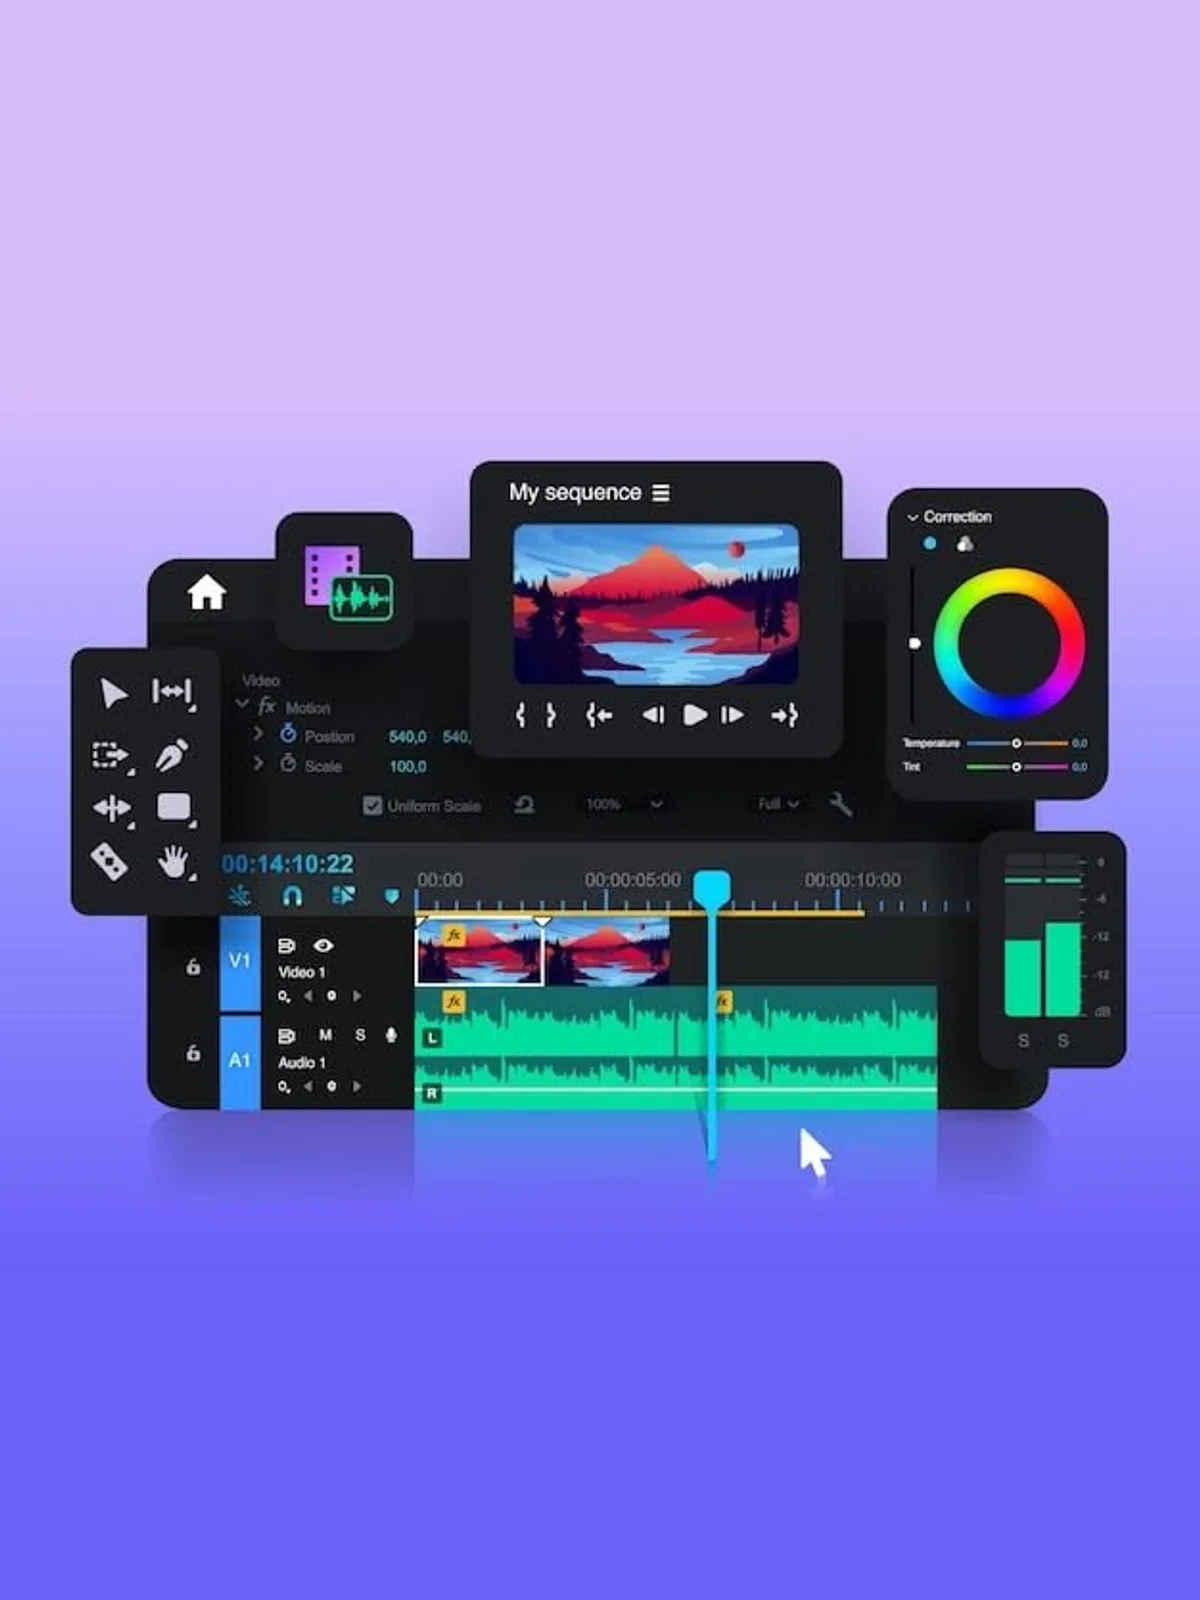 My sequence
Correction
Temperature 0,0
Tint 0,0
Video
fx Motion
Postion 540,0 540,
Scale 100,0
Uniform Scale 100% Full
00:14:10:22
00:00 00:00:05:00 00:00:10:00
V1
Video 1
fx
A1
M S
Audio 1
fx fx
L
R
0
-6
-12
-12
dB
S S